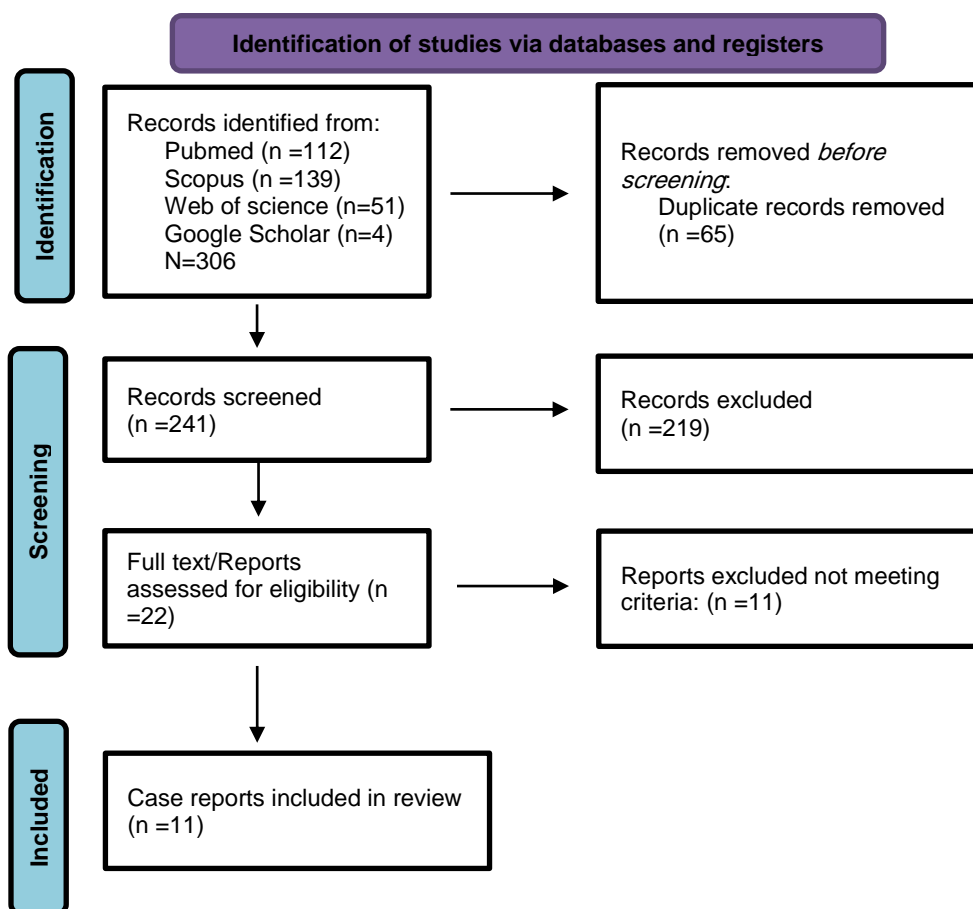 Identification of studies via databases and registers
Identification
Records identified from:
Pubmed (n =112)
Scopus (n =139)
Web of science (n=51)
Google Scholar (n=4)
N=306
Records removed before
screening:
Duplicate records removed
(n =65)
Screening
Records screened
(n =241)
Records excluded
(n =219)
Full text/Reports
assessed for eligibility (n
=22)
Reports excluded not meeting
criteria: (n =11)
Included
Case reports included in review
(n =11)